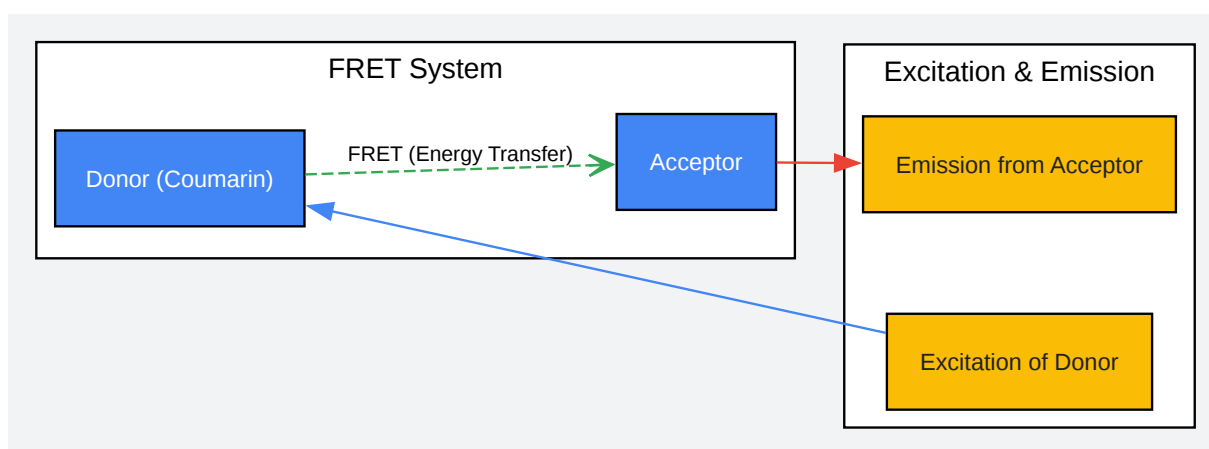 FRET System
Donor (Coumarin)
FRET (Energy Transfer)
Acceptor
Excitation & Emission
Emission from Acceptor
Excitation of Donor